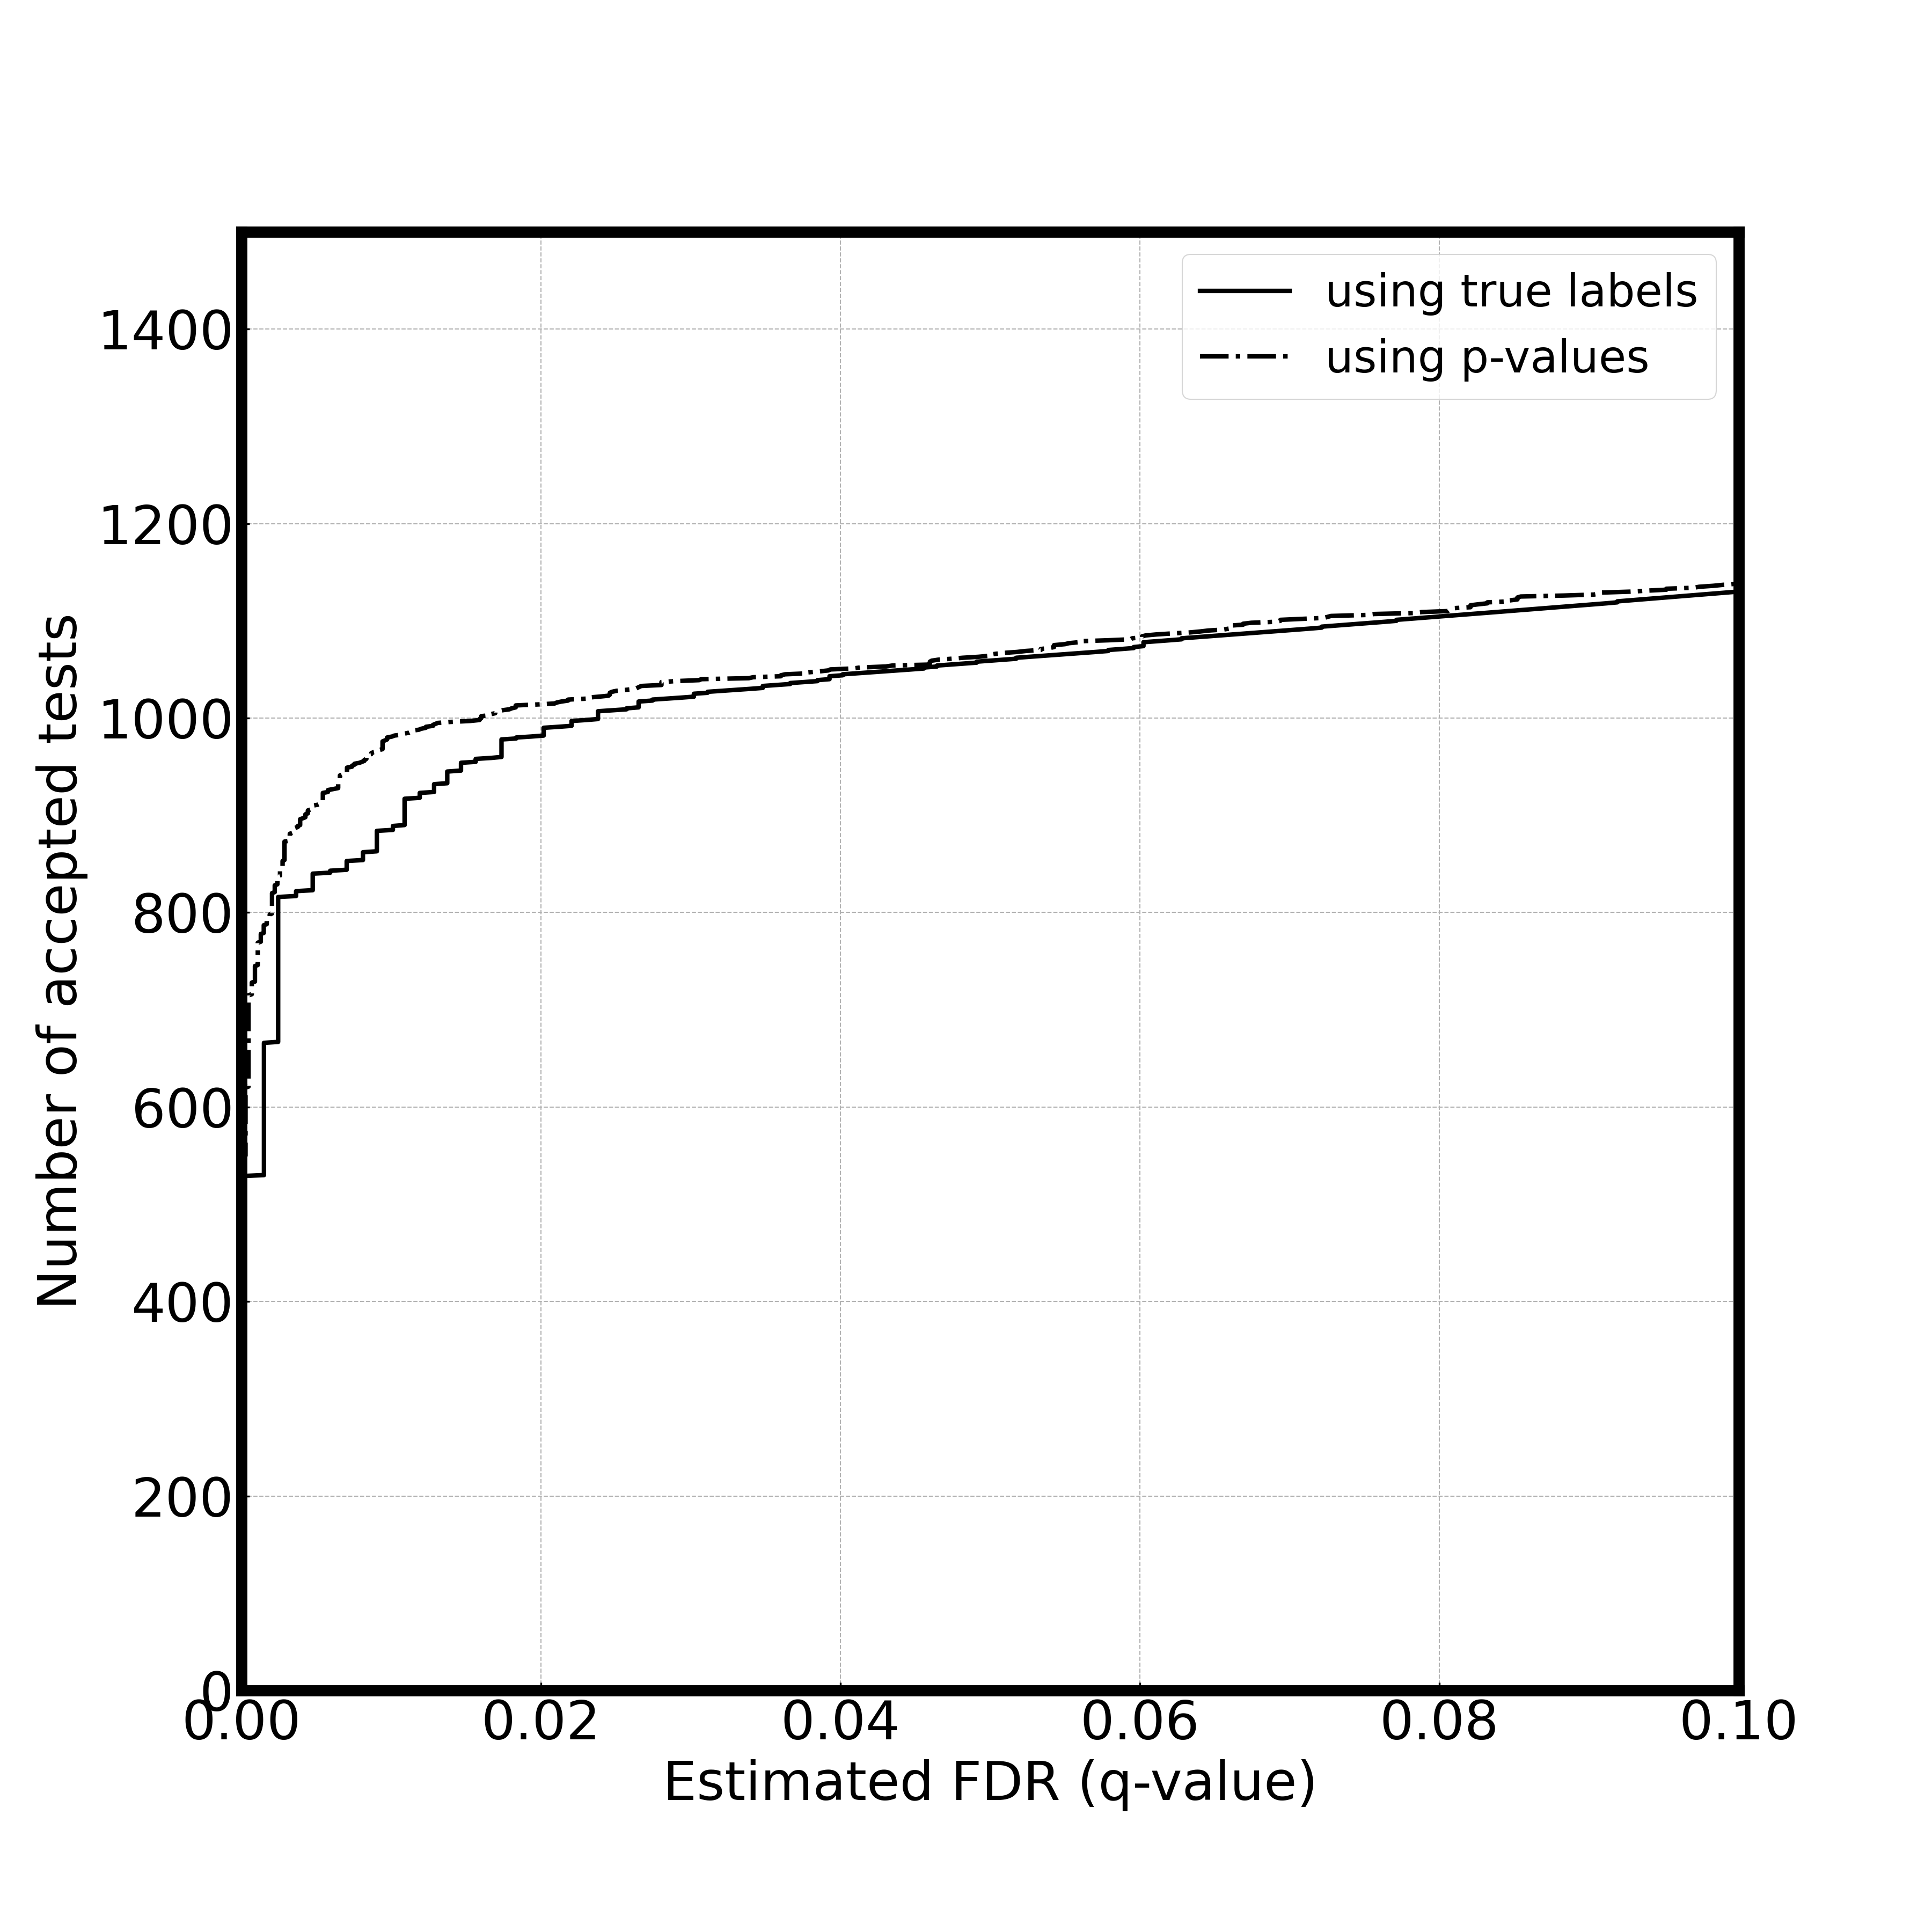 using true labels
using p-values
1400
1200
1000
800
600
400
200
0
Number of accepted tests
0.00 0.02 0.04 0.06 0.08 0.10
Estimated FDR (q-value)